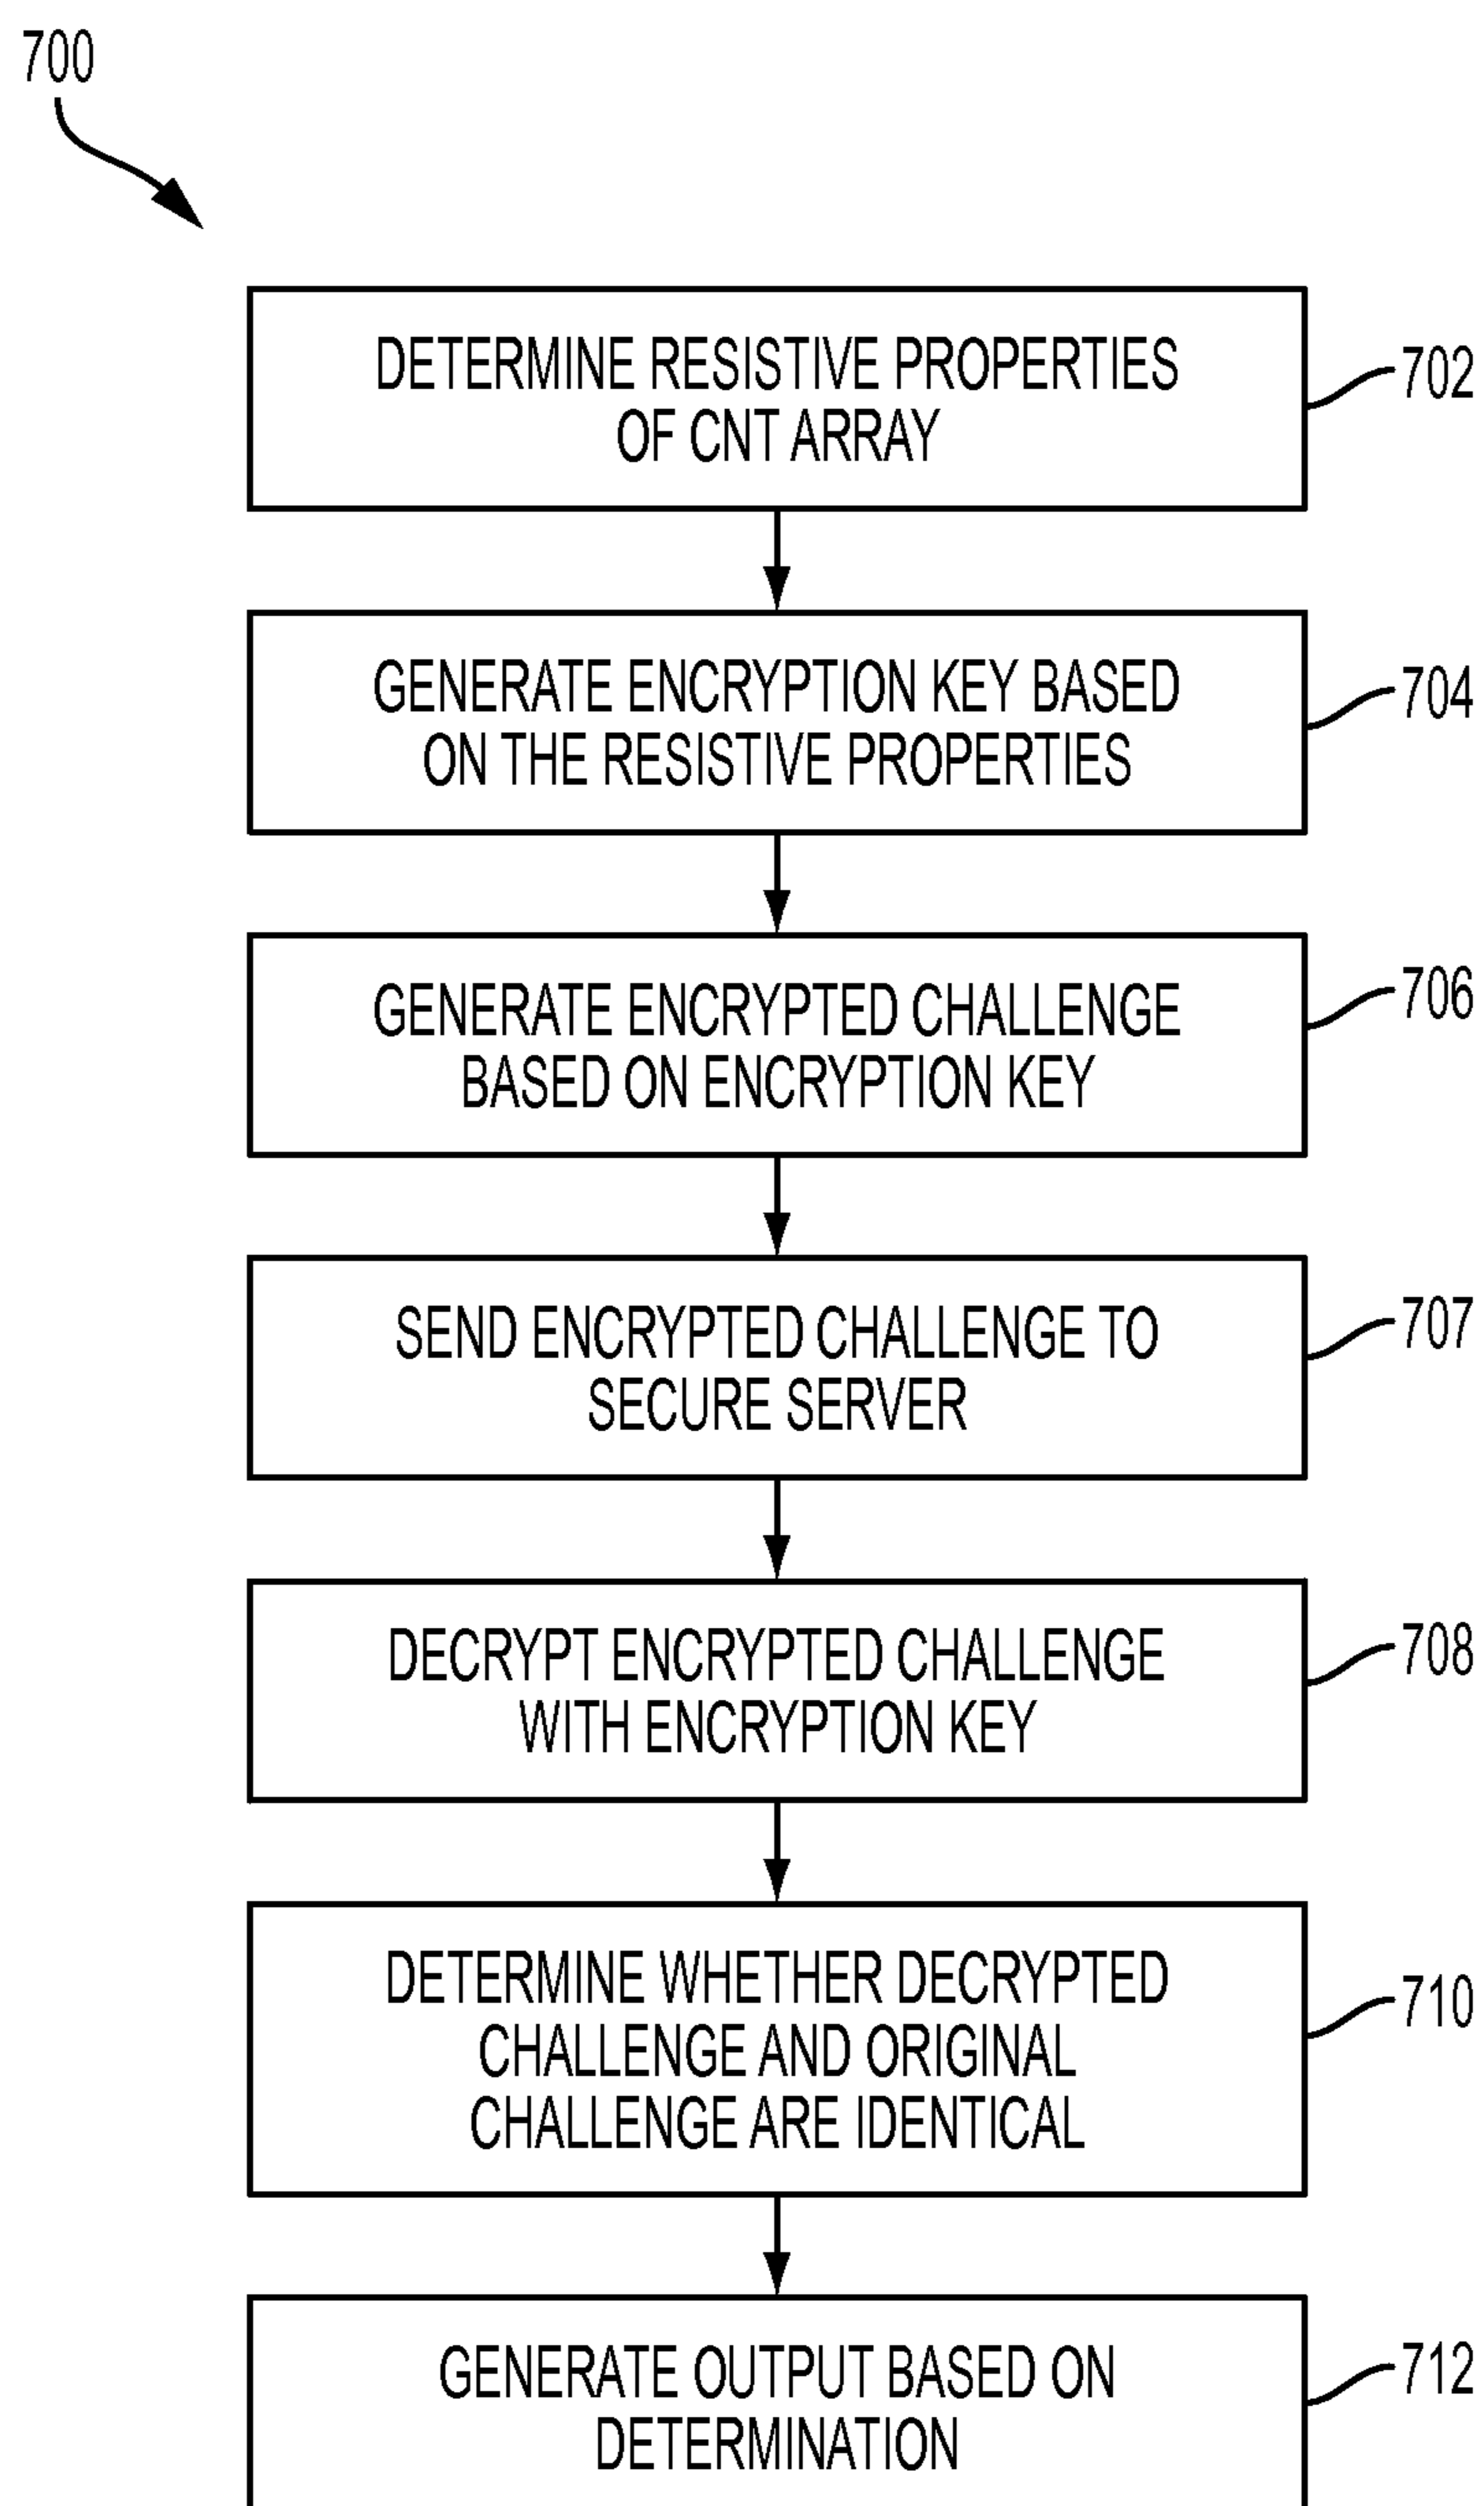 700
DETERMINE RESISTIVE PROPERTIES
OF CNT ARRAY
702
GENERATE ENCRYPTION KEY BASED
ON THE RESISTIVE PROPERTIES
704
GENERATE ENCRYPTED CHALLENGE
BASED ON ENCRYPTION KEY
706
SEND ENCRYPTED CHALLENGE TO
SECURE SERVER
707
DECRYPT ENCRYPTED CHALLENGE
WITH ENCRYPTION KEY
708
DETERMINE WHETHER DECRYPTED
CHALLENGE AND ORIGINAL
CHALLENGE ARE IDENTICAL
710
GENERATE OUTPUT BASED ON
DETERMINATION
712